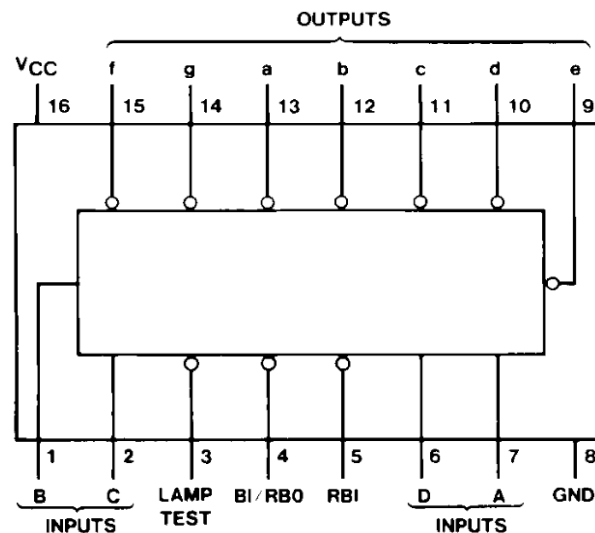 OUTPUTS
VCC f g a b c d e
16 15 14 13 12 11 10 9
1 2 3 4 5 6 7 8
B C LAMP TEST BI/RBO RBI D A GND
INPUTS INPUTS